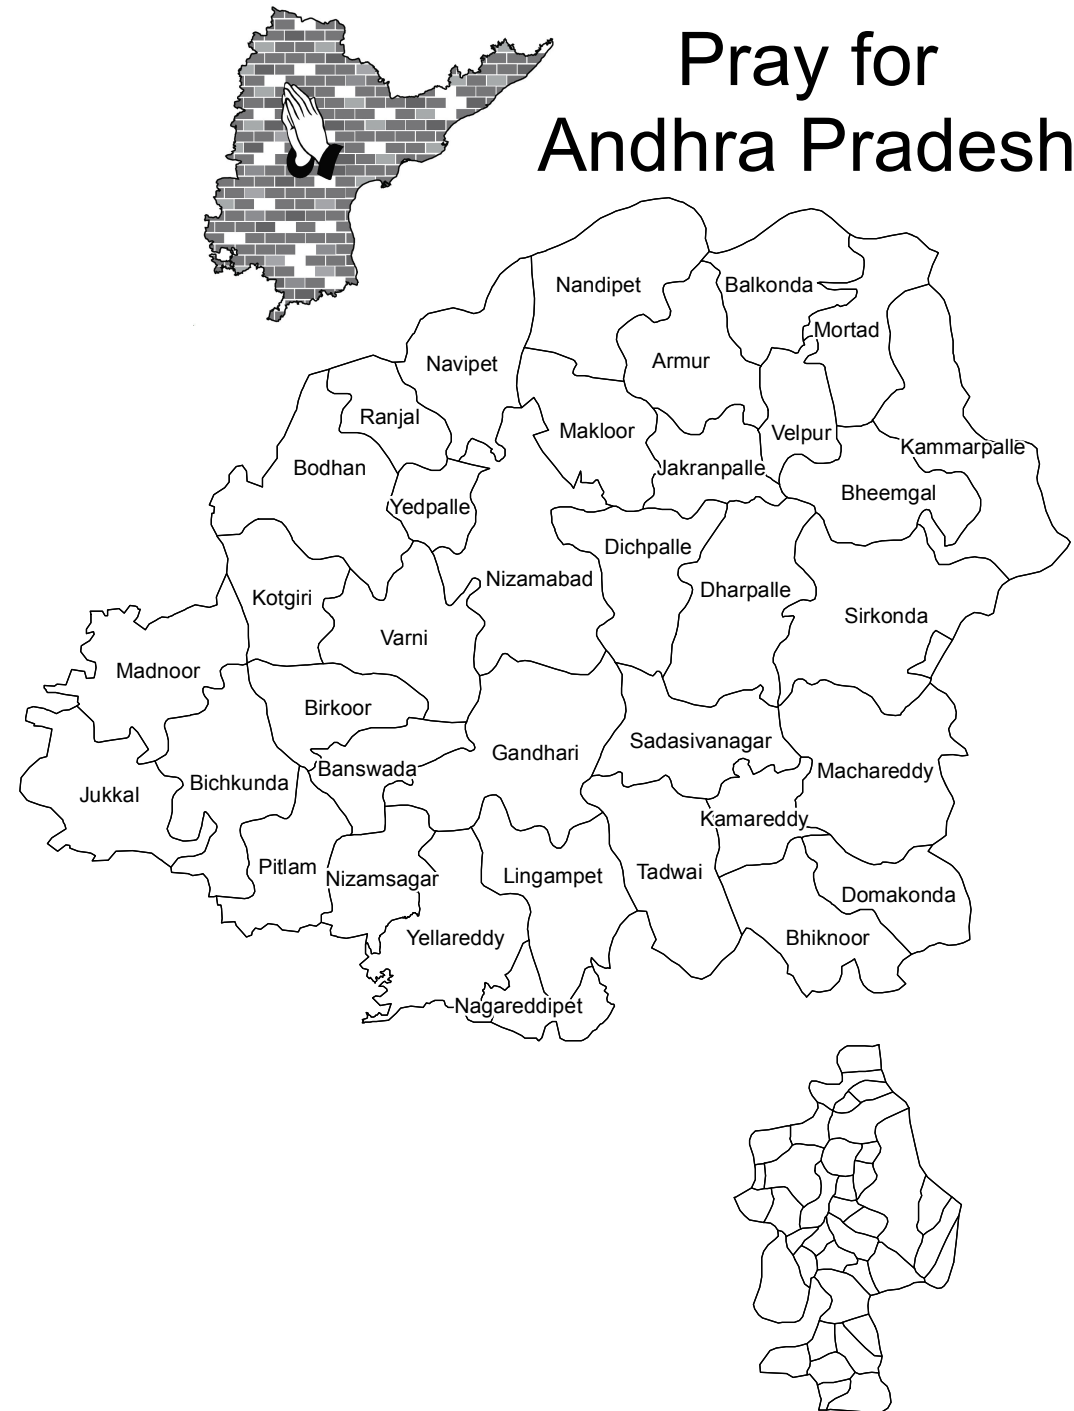 Pray for
Andhra Pradesh
Nandipet
Balkonda
Mortad
Navipet
Armur
Ranjal
Makloor
Velpur
Kammarpalle
Bodhan
Jakranpalle
Yedpalle
Bheemgal
Dichpalle
Nizamabad
Dharpalle
Kotgiri
Sirkonda
Varni
Madnoor
Birkoor
Sadasivanagar
Gandhari
Banswada
Machareddy
Bichkunda
Jukkal
Kamareddy
Pitlam
Nizamsagar
Lingampet
Tadwai
Domakonda
Yellareddy
Bhiknoor
Nagareddipet